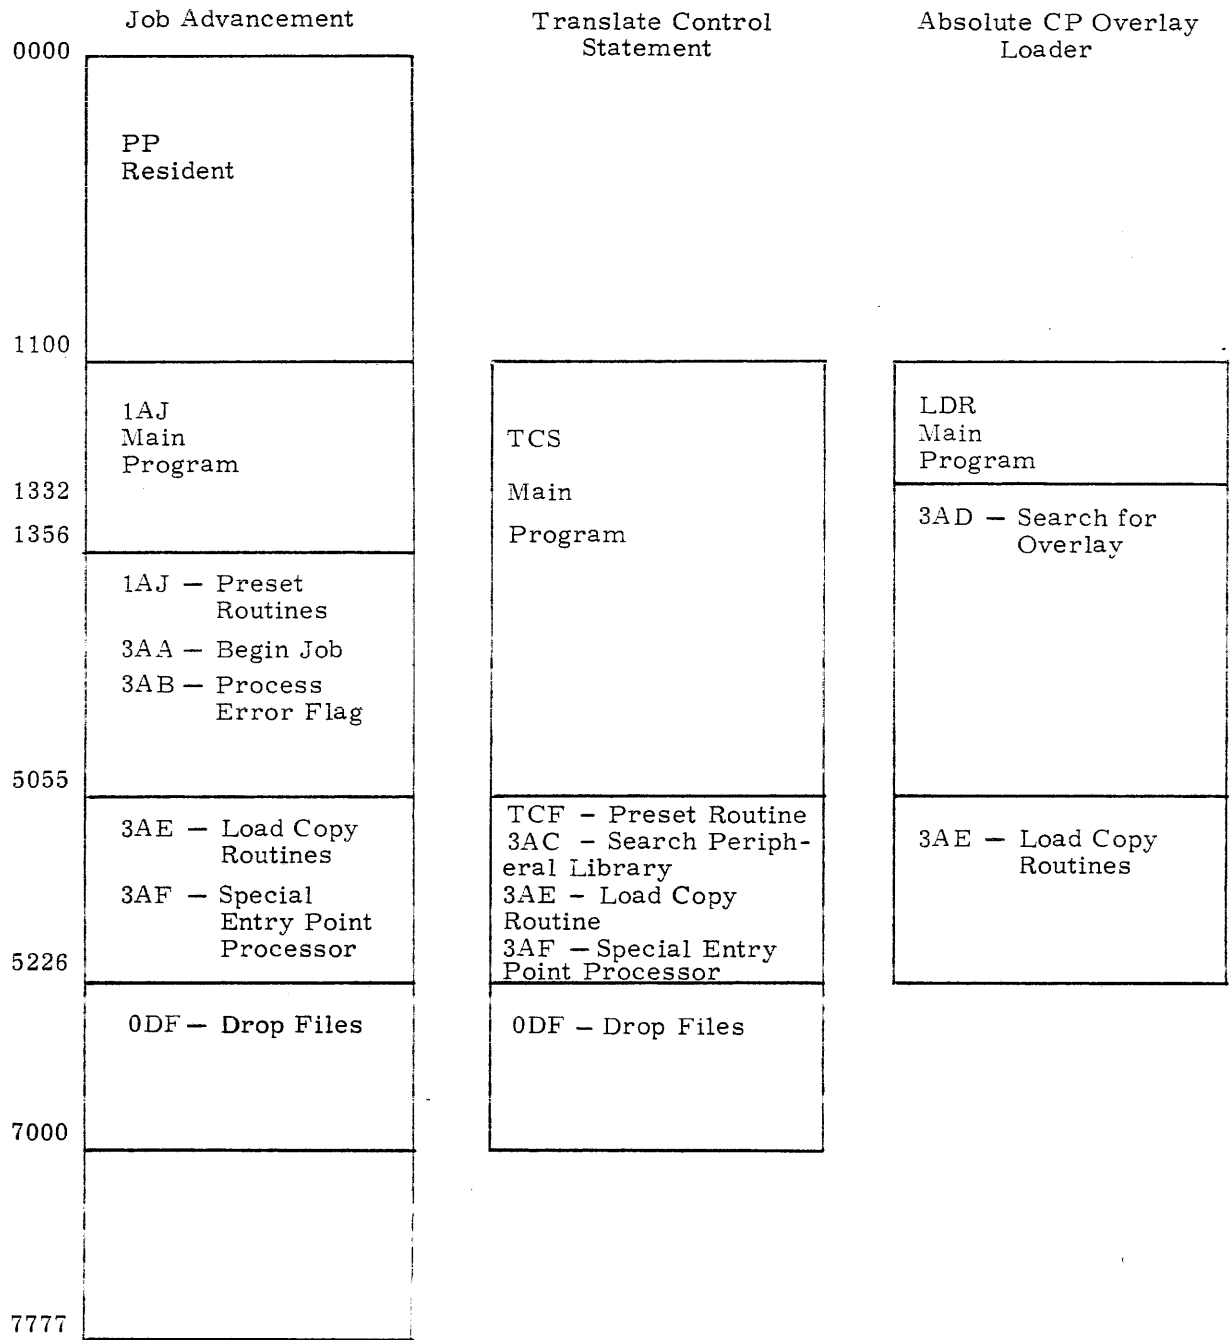 Job Advancement
Translate Control
Statement
Absolute CP Overlay
Loader
0000
PP
Resident
1100
1AJ
Main
Program
1332
1356
1AJ — Preset
Routines
3AA — Begin Job
3AB — Process
Error Flag
5055
3AE — Load Copy
Routines
3AF — Special
Entry Point
Processor
5226
0DF — Drop Files
7000
7777
TCS
Main
Program
TCF — Preset Routine
3AC — Search Periph-
eral Library
3AE — Load Copy
Routine
3AF — Special Entry
Point Processor
0DF — Drop Files
LDR
Main
Program
3AD — Search for
Overlay
3AE — Load Copy
Routines